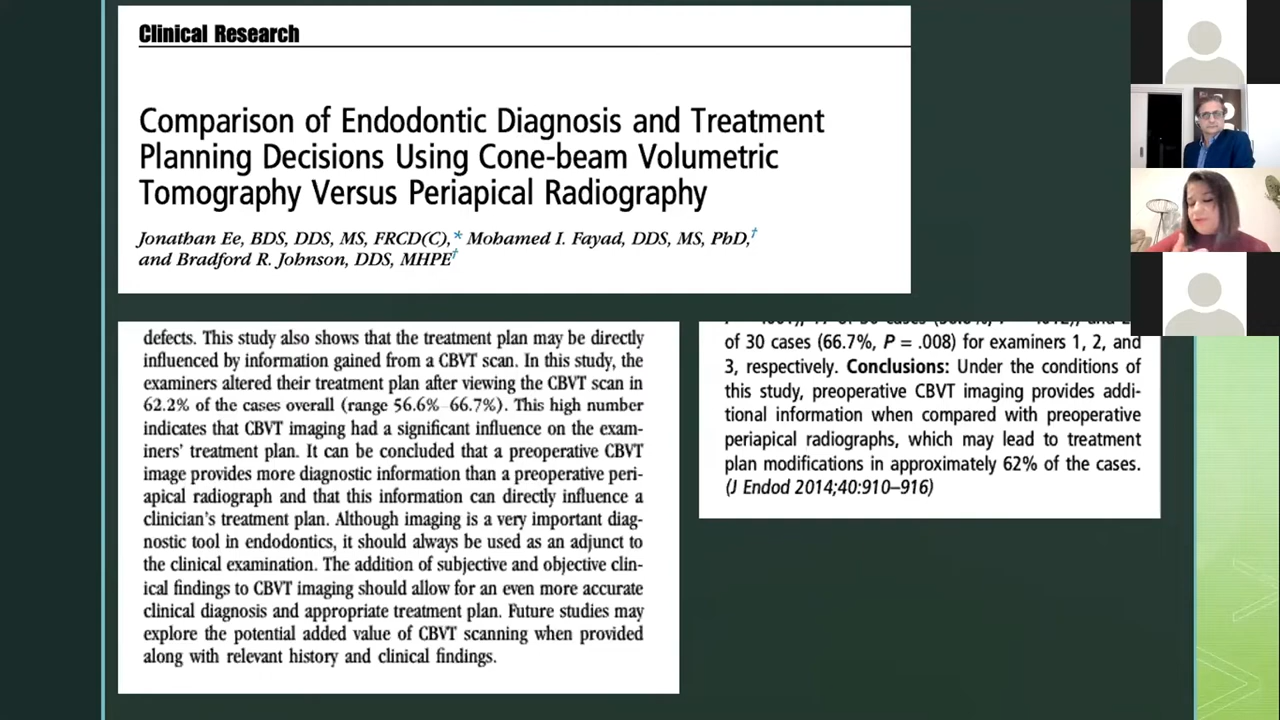 Clinical Research
Comparison of Endodontic Diagnosis and Treatment
Planning Decisions Using Cone-beam Volumetric
Tomography Versus Periapical Radiography
Jonathan Ee, BDS, DDS, MS, FRCD(C),* Mohamed I. Fayad, DDS, MS, PhD,†
and Bradford R. Johnson, DDS, MHPE†
defects. This study also shows that the treatment plan may be directly
influenced by information gained from a CBVT scan. In this study, the
examiners altered their treatment plan after viewing the CBVT scan in
62.2% of the cases overall (range 56.6%–66.7%). This high number
indicates that CBVT imaging had a significant influence on the exam-
iners' treatment plan. It can be concluded that a preoperative CBVT
image provides more diagnostic information than a preoperative peri-
apical radiograph and that this information can directly influence a
clinician's treatment plan. Although imaging is a very important diag-
nostic tool in endodontics, it should always be used as an adjunct to
the clinical examination. The addition of subjective and objective clin-
ical findings to CBVT imaging should allow for an even more accurate
clinical diagnosis and appropriate treatment plan. Future studies may
explore the potential added value of CBVT scanning when provided
along with relevant history and clinical findings.
of 30 cases (66.7%, P = .008) for examiners 1, 2, and
3, respectively. Conclusions: Under the conditions of
this study, preoperative CBVT imaging provides addi-
tional information when compared with preoperative
periapical radiographs, which may lead to treatment
plan modifications in approximately 62% of the cases.
(J Endod 2014;40:910–916)